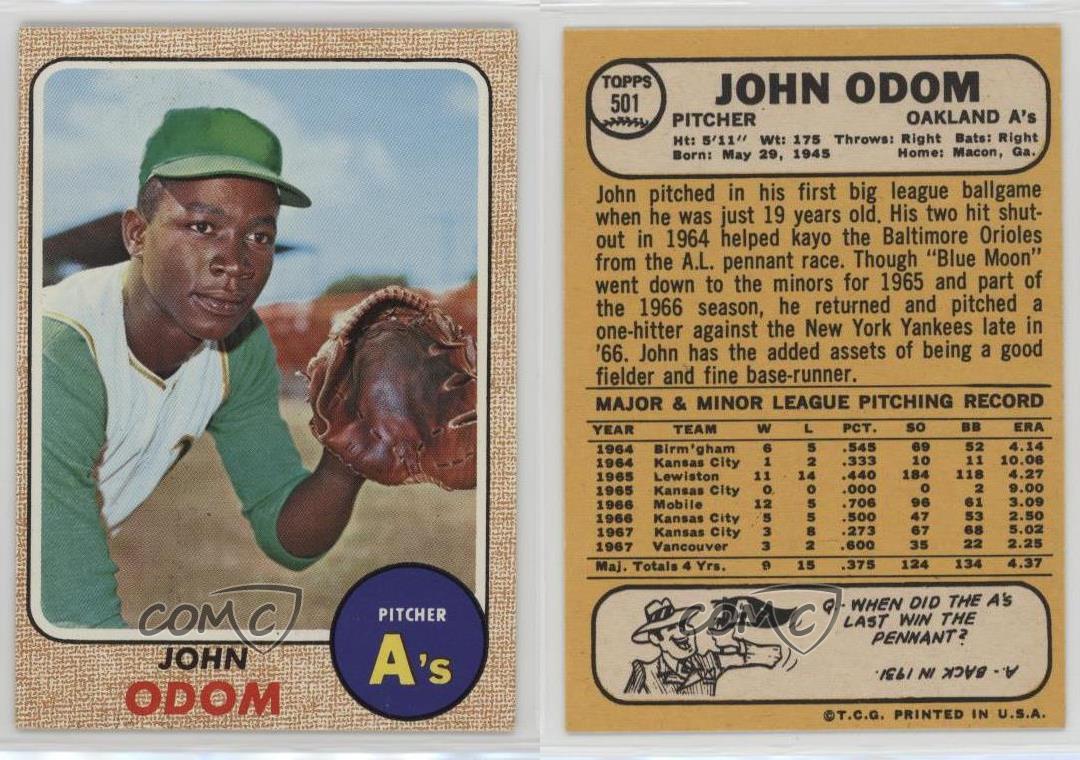 PITCHER
A's
JOHN
ODOM
COMC
TOPPS
501
JOHN ODOM
PITCHER OAKLAND A's
Ht: 5'11" Wt: 175 Throws: Right Bats: Right
Born: May 29, 1945 Home: Macon, Ga.
John pitched in his first big league ballgame
when he was just 19 years old. His two hit shut-
out in 1964 helped kayo the Baltimore Orioles
from the A.L. pennant race. Though "Blue Moon"
went down to the minors for 1965 and part of
the 1966 season, he returned and pitched a
one-hitter against the New York Yankees late in
'66. John has the added assets of being a good
fielder and fine base-runner.
MAJOR & MINOR LEAGUE PITCHING RECORD
YEAR TEAM W L PCT. SO BB ERA
1964 Birm'gham 6 5 .545 69 52 4.14
1964 Kansas City 1 2 .333 10 11 10.06
1965 Lewiston 11 14 .440 184 118 4.27
1965 Kansas City 0 0 .000 0 2 9.00
1966 Mobile 12 5 .706 96 61 3.09
1966 Kansas City 5 5 .500 47 53 2.50
1967 Kansas City 3 8 .273 67 68 5.02
1967 Vancouver 3 2 .600 35 22 2.25
Maj. Totals 4 Yrs. 9 15 .375 124 134 4.37
Q- WHEN DID THE A's
LAST WIN THE
PENNANT?
A.- BACK IN 1931.
COMC
©T.C.G. PRINTED IN U.S.A.